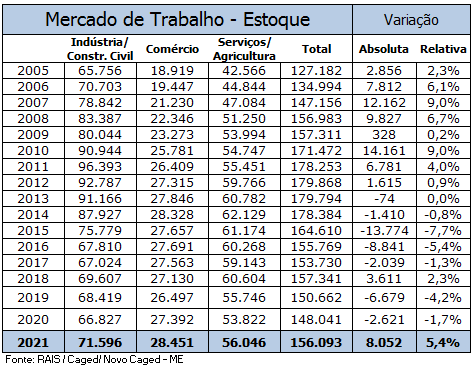 Mercado de Trabalho - Estoque Variação
Indústria/ Constr. Civil Comércio Serviços/ Agricultura Total Absoluta Relativa
2005 65.756 18.919 42.566 127.182 2.856 2,3%
2006 70.703 19.447 44.844 134.994 7.812 6,1%
2007 78.842 21.230 47.084 147.156 12.162 9,0%
2008 83.387 22.346 51.250 156.983 9.827 6,7%
2009 80.044 23.273 53.994 157.311 328 0,2%
2010 90.944 25.781 54.747 171.472 14.161 9,0%
2011 96.393 26.409 55.451 178.253 6.781 4,0%
2012 92.787 27.315 59.766 179.868 1.615 0,9%
2013 91.166 27.846 60.782 179.794 -74 0,0%
2014 87.927 28.328 62.129 178.384 -1.410 -0,8%
2015 75.779 27.657 61.174 164.610 -13.774 -7,7%
2016 67.810 27.691 60.268 155.769 -8.841 -5,4%
2017 67.024 27.563 59.143 153.730 -2.039 -1,3%
2018 69.607 27.130 60.604 157.341 3.611 2,3%
2019 68.419 26.497 55.746 150.662 -6.679 -4,2%
2020 66.827 27.392 53.822 148.041 -2.621 -1,7%
2021 71.596 28.451 56.046 156.093 8.052 5,4%
Fonte: RAIS / Caged/ Novo Caged - ME